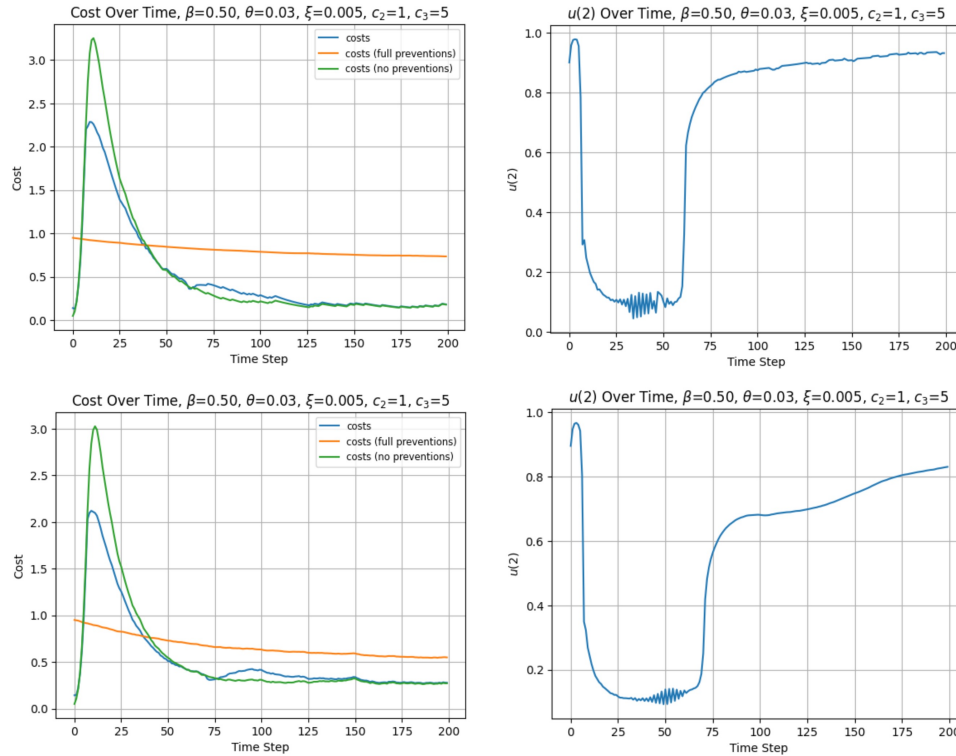 Cost Over Time, β=0.50, θ=0.03, ξ=0.005, c₂=1, c₃=5
costs
costs (full preventions)
costs (no preventions)
3.0
2.5
2.0
1.5
1.0
0.5
0.0
Cost
0 25 50 75 100 125 150 175 200
Time Step
u(2) Over Time, β=0.50, θ=0.03, ξ=0.005, c₂=1, c₃=5
1.0
0.8
0.6
0.4
0.2
0.0
u(2)
0 25 50 75 100 125 150 175 200
Time Step
Cost Over Time, β=0.50, θ=0.03, ξ=0.005, c₂=1, c₃=5
costs
costs (full preventions)
costs (no preventions)
3.0
2.5
2.0
1.5
1.0
0.5
0.0
Cost
0 25 50 75 100 125 150 175 200
Time Step
u(2) Over Time, β=0.50, θ=0.03, ξ=0.005, c₂=1, c₃=5
1.0
0.8
0.6
0.4
0.2
u(2)
0 25 50 75 100 125 150 175 200
Time Step